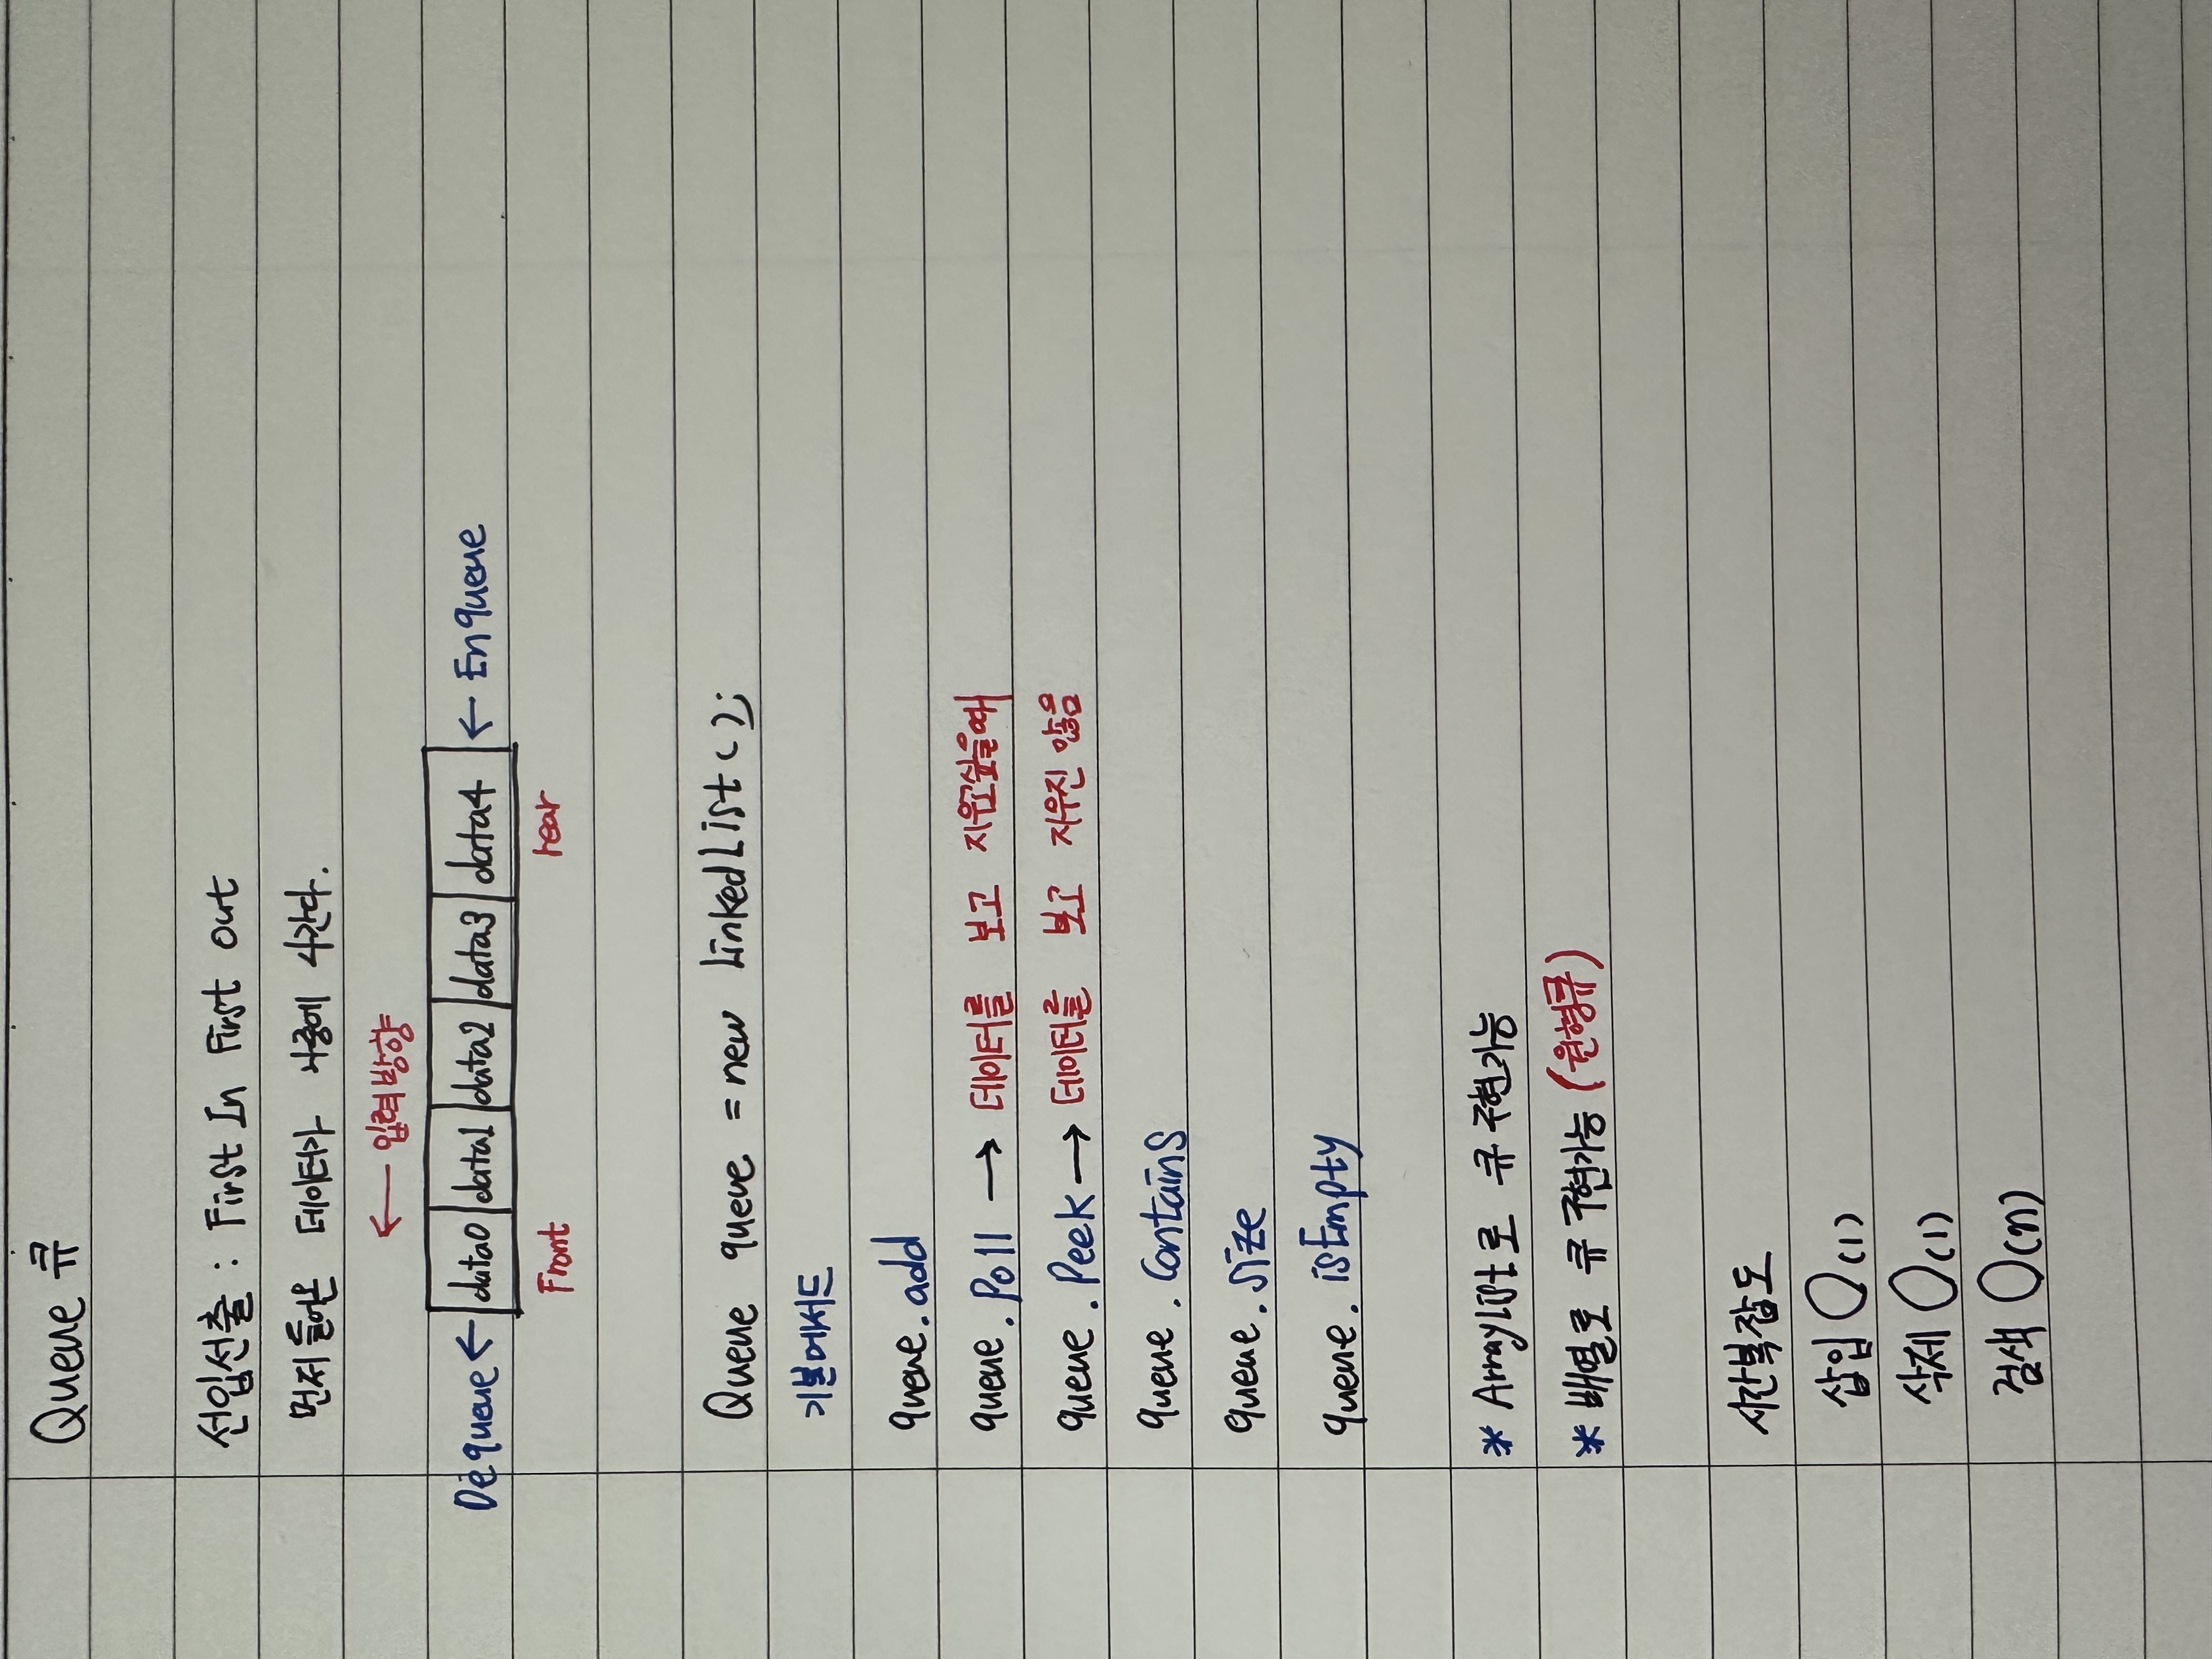 Queue 큐
선입선출 : First In First Out
먼저 들어온 데이터가 나중에 나간다.
← 입력방향
Dequeue ← data0 data1 data2 data3 data4 ← Enqueue
Front rear
Queue queue = new LinkedList();
기본메서드
queue.add
queue.Poll → 데이터를 보고 지우고싶을때
queue.Peek → 데이터를 보고 지우진 않음
queue.Contains
queue.size
queue.isEmpty
* ArrayList로 큐 구현가능
* 배열로 큐 구현가능 (원형큐)
시간복잡도
삽입 O(1)
삭제 O(1)
검색 O(n)